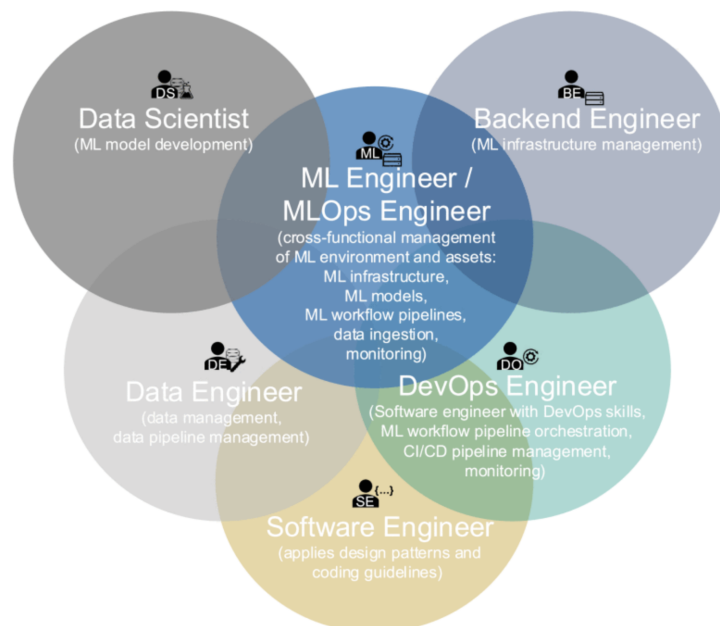 DS
Data Scientist
(ML model development)
BE
Backend Engineer
(ML infrastructure management)
ML
ML Engineer /
MLOps Engineer
(cross-functional management
of ML environment and assets:
ML infrastructure,
ML models,
ML workflow pipelines,
data ingestion,
monitoring)
DE
Data Engineer
(data management,
data pipeline management)
DO
DevOps Engineer
(Software engineer with DevOps skills,
ML workflow pipeline orchestration,
CI/CD pipeline management,
monitoring)
SE {...}
Software Engineer
(applies design patterns and
coding guidelines)